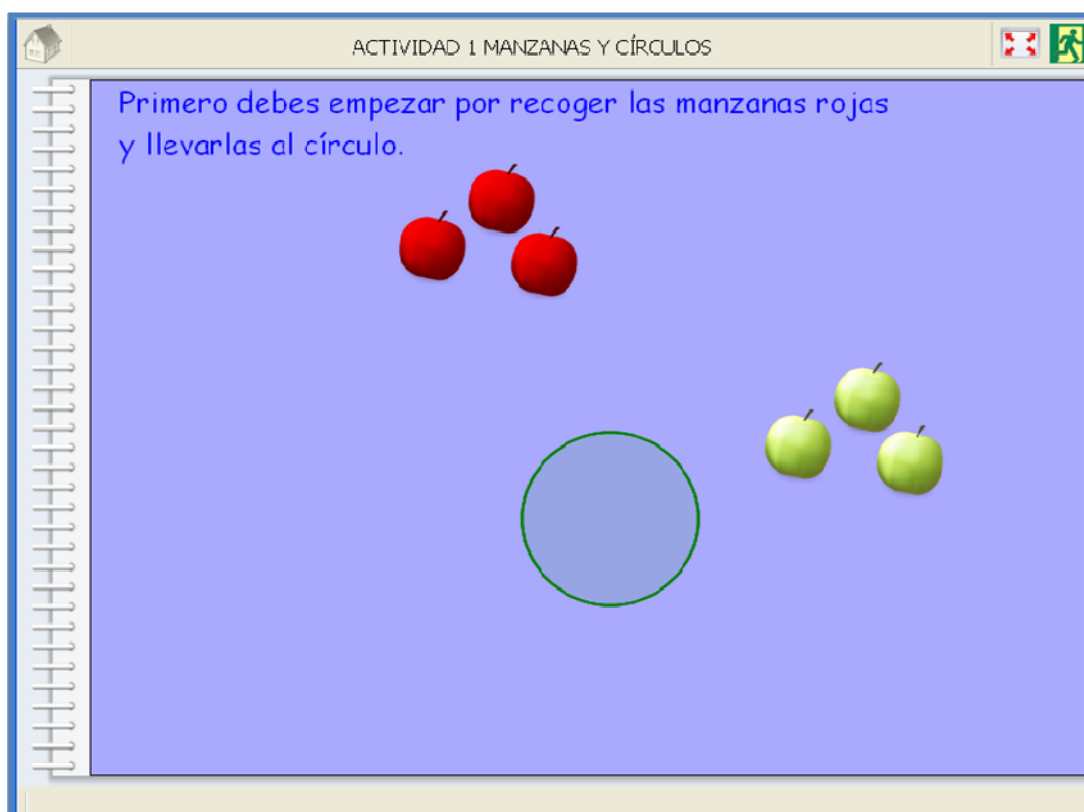 ACTIVIDAD 1 MANZANAS Y CÍRCULOS
Primero debes empezar por recoger las manzanas rojas
y llevarlas al círculo.